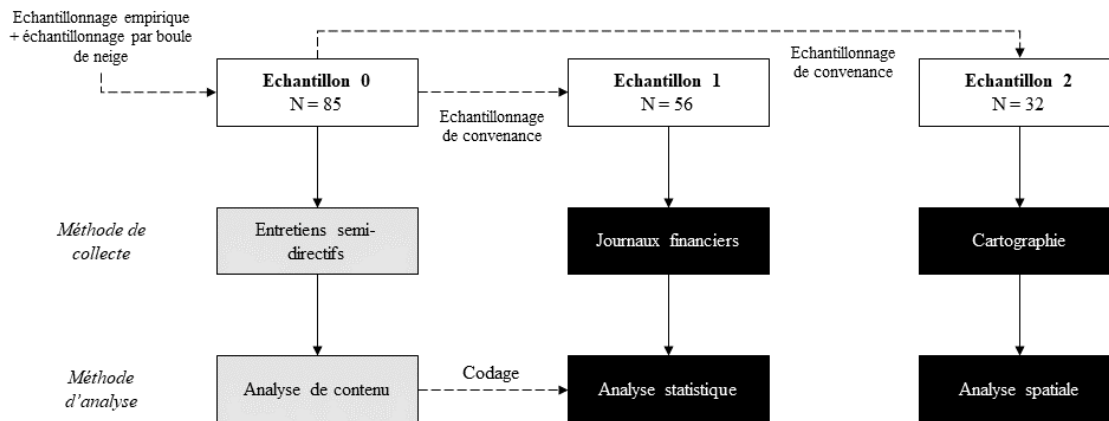 Echantillonnage empirique
+ échantillonnage par boule
de neige
Echantillonnage
de convenance
Echantillon 0
N = 85
Echantillonnage
de convenance
Echantillon 1
N = 56
Echantillon 2
N = 32
Méthode de
collecte
Entretiens semi-
directifs
Journaux financiers
Cartographie
Méthode
d'analyse
Analyse de contenu
Codage
Analyse statistique
Analyse spatiale